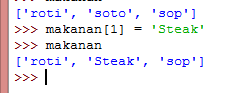 ['roti', 'soto', 'sop']
>>> makanan[1] = 'Steak'
>>> makanan
['roti', 'Steak', 'sop']
>>>